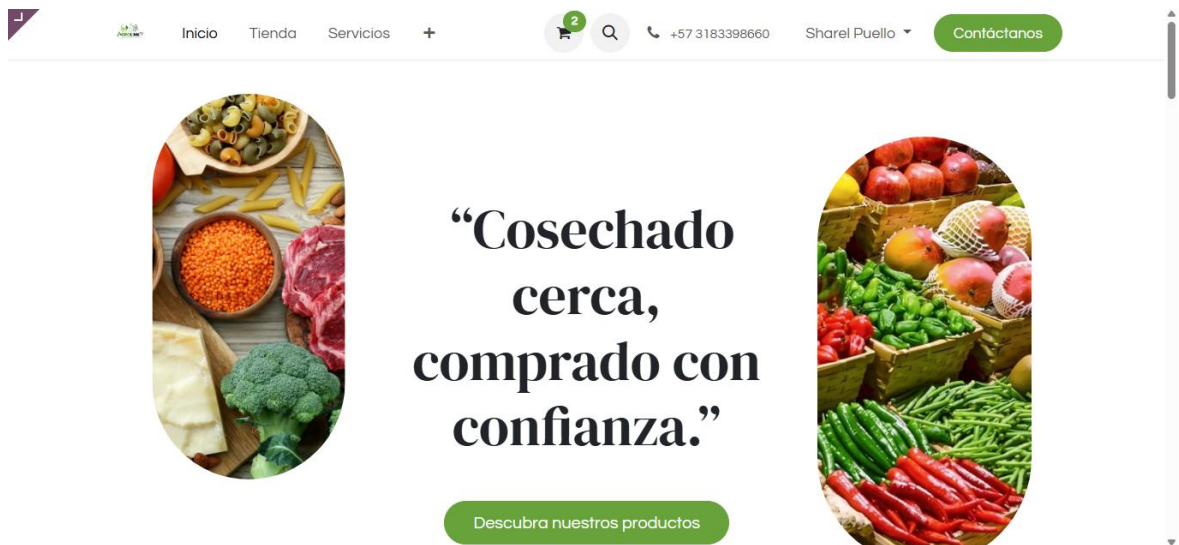 Inicio Tienda Servicios + 2 +57 3183398660 Sharel Puello Contáctanos
“Cosechado
cerca,
comprado con
confianza.”
Descubra nuestros productos